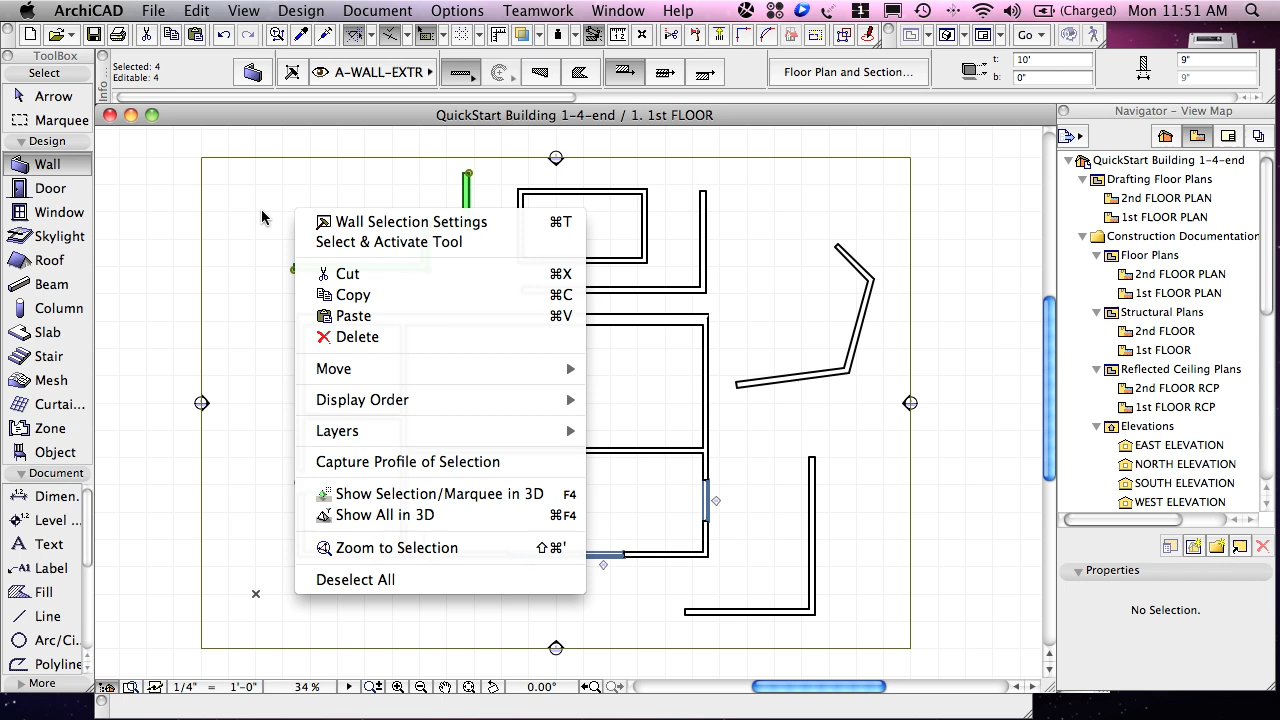 ArchiCAD File Edit View Design Document Options Teamwork Window Help (Charged) Mon 11:51 AM
Go
ToolBox
Select
Arrow
Marquee
Design
Wall
Door
Window
Skylight
Roof
Beam
Column
Slab
Stair
Mesh
Curtai...
Zone
Object
Document
Dimen.
Level ...
Text
A1 Label
Fill
Line
Arc/Ci...
Polyline
More
Info
Selected: 4
Editable: 4
A-WALL-EXTR
Floor Plan and Section...
t: 10'
b: 0"
9"
9"
QuickStart Building 1-4-end / 1. 1st FLOOR
Wall Selection Settings ⌘T
Select & Activate Tool
Cut ⌘X
Copy ⌘C
Paste ⌘V
Delete
Move
Display Order
Layers
Capture Profile of Selection
Show Selection/Marquee in 3D F4
Show All in 3D ⌘F4
Zoom to Selection ⇧⌘'
Deselect All
1/4" = 1'-0" 34 % 0.00°
Navigator - View Map
QuickStart Building 1-4-end
Drafting Floor Plans
2nd FLOOR PLAN
1st FLOOR PLAN
Construction Documentation
Floor Plans
2nd FLOOR PLAN
1st FLOOR PLAN
Structural Plans
2nd FLOOR
1st FLOOR
Reflected Ceiling Plans
2nd FLOOR RCP
1st FLOOR RCP
Elevations
EAST ELEVATION
NORTH ELEVATION
SOUTH ELEVATION
WEST ELEVATION
Properties
No Selection.